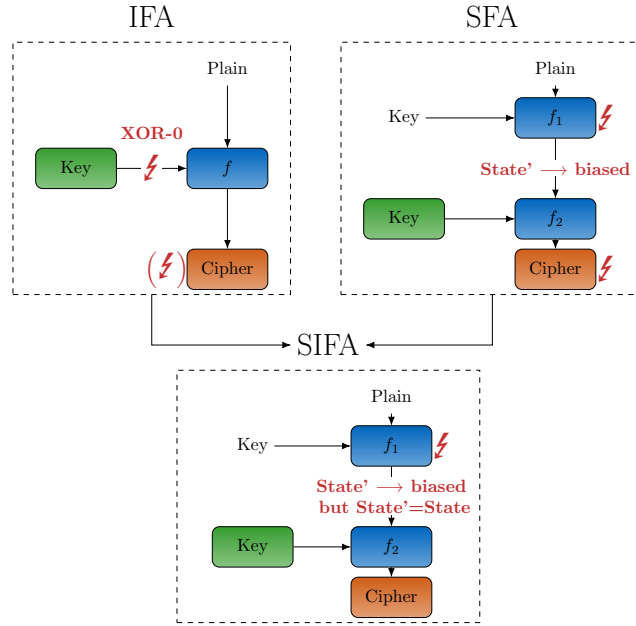 IFA
Plain
XOR-0
Key
f
( )
Cipher
SFA
Plain
Key
f₁
State' → biased
Key
f₂
Cipher
SIFA
Plain
Key
f₁
State' → biased
but State'=State
Key
f₂
Cipher